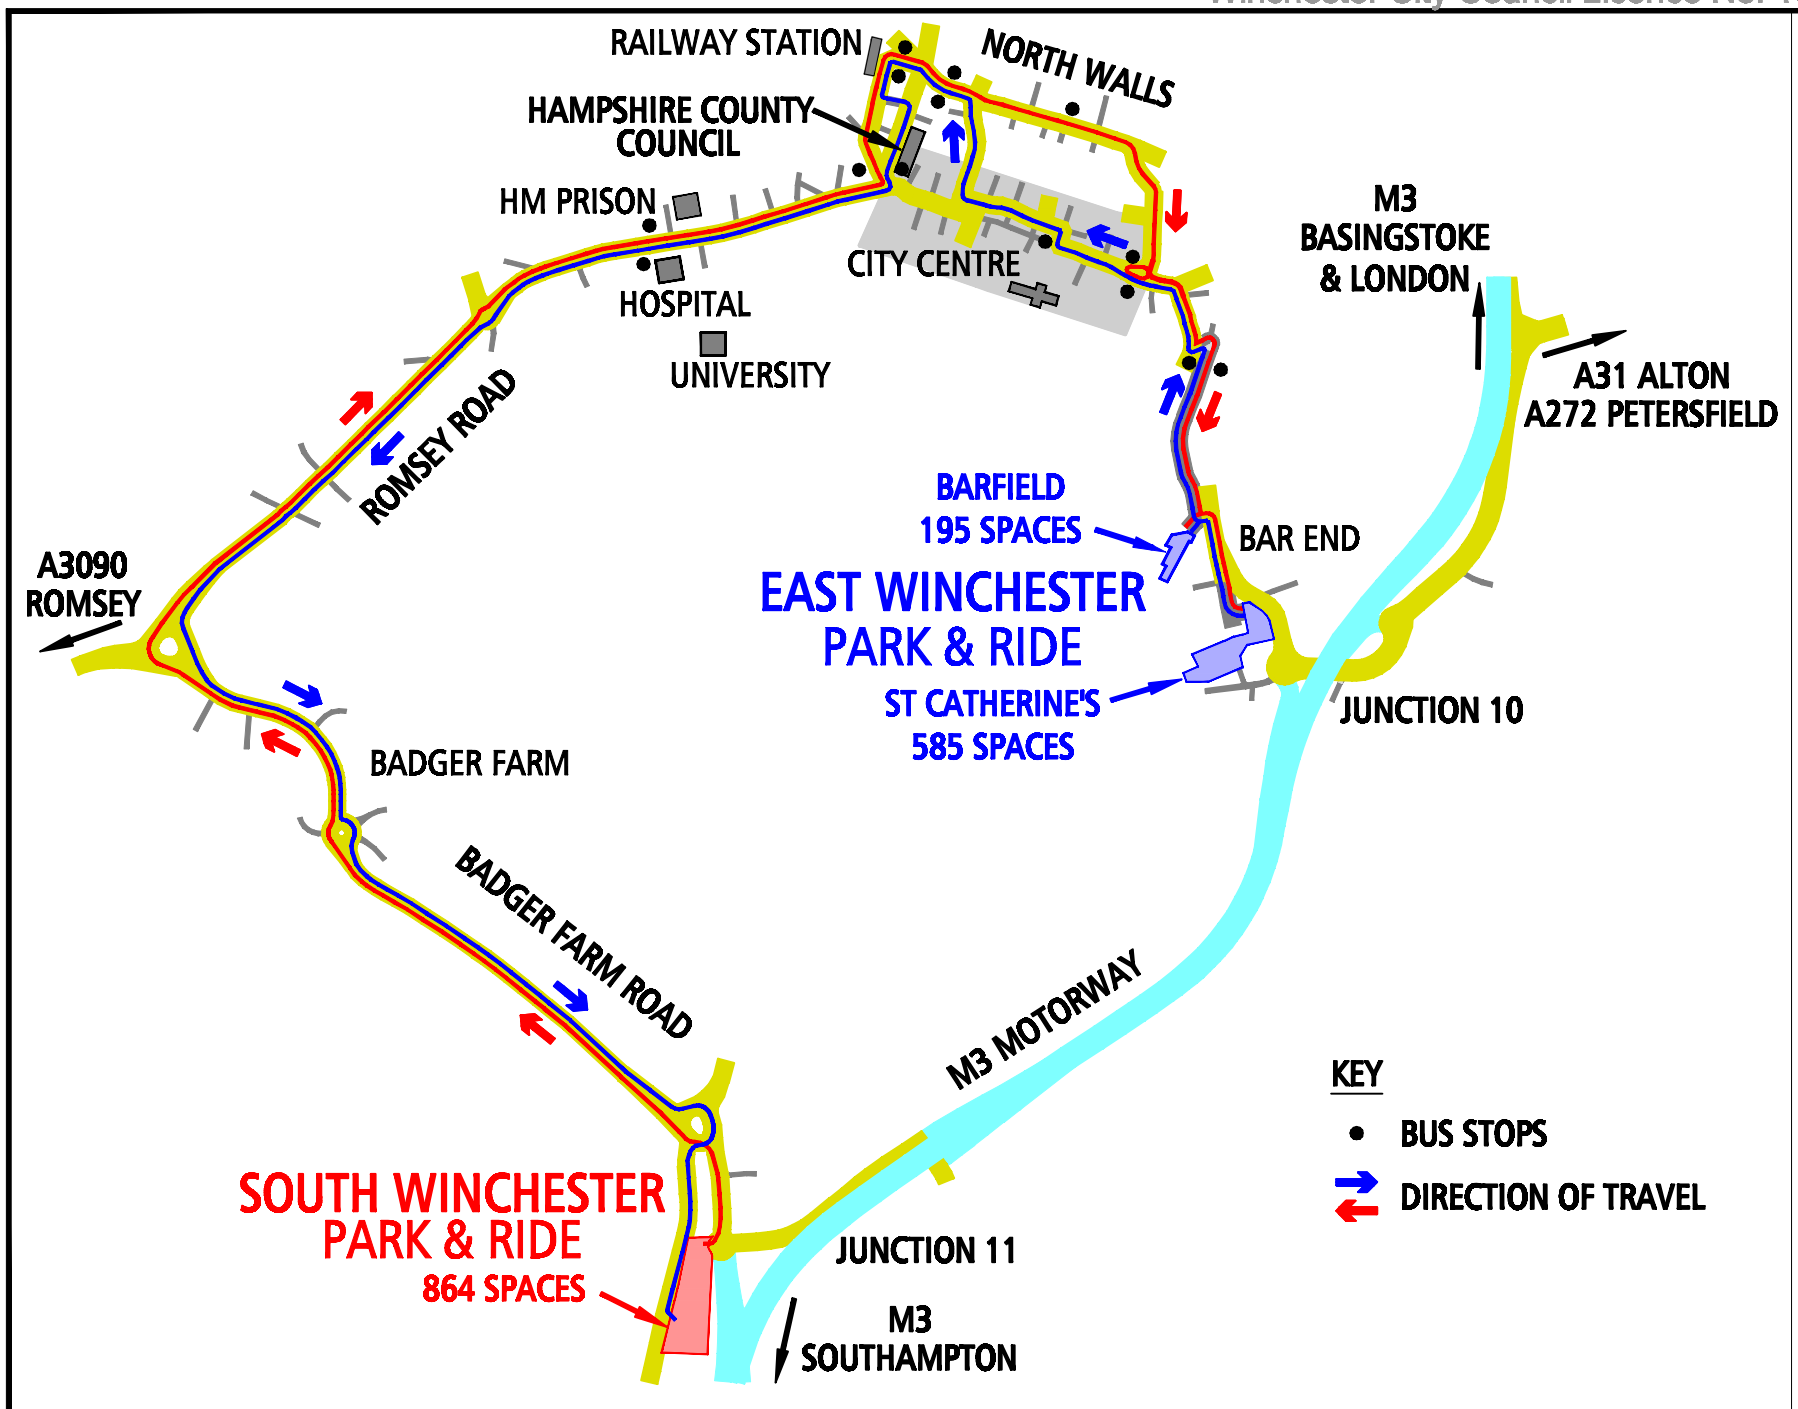 RAILWAY STATION
NORTH WALLS
HAMPSHIRE COUNTY
COUNCIL
HM PRISON
M3
BASINGSTOKE
& LONDON
CITY CENTRE
HOSPITAL
UNIVERSITY
A31 ALTON
A272 PETERSFIELD
ROMSEY ROAD
BARFIELD
195 SPACES
BAR END
A3090
ROMSEY
EAST WINCHESTER
PARK & RIDE
ST CATHERINE'S
585 SPACES
JUNCTION 10
BADGER FARM
BADGER FARM ROAD
M3 MOTORWAY
KEY
BUS STOPS
DIRECTION OF TRAVEL
SOUTH WINCHESTER
PARK & RIDE
864 SPACES
JUNCTION 11
M3
SOUTHAMPTON